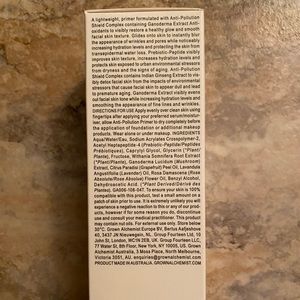 A lightweight, primer formulated with Anti-Pollution
Shield Complex containing Ganoderma Extract Anti-
oxidants to visibly restore a healthy glow and smooth
facial skin texture. Glides onto skin to instantly blur
the appearance of wrinkles and pores while noticeably
increasing hydration levels and protecting the skin from
transepidermal water loss. Prebiotic-Peptide visibly
improves skin texture, increases hydration levels and
protects skin exposed to urban environmental stressors
from dryness and the signs of aging. Anti-Pollution
Shield Complex contains Indian Ginseng Extract to visi-
bly detox facial skin from the impacts of environmental
stressors that cause facial skin to appear dull and lead
to premature aging. Ganoderma Extract visibly evens
out facial skin tone while increasing hydration levels and
smoothing the appearance of fine lines and wrinkles.
DIRECTIONS FOR USE Apply evenly over clean skin using
fingertips after applying your preferred serum/moistur-
izer, allow Anti-Pollution Primer to dry completely before
the application of foundation or additional makeup
products. Wear alone or under makeup. INGREDIENTS
Aqua/Water/Eau, Sodium Acrylates
Acetyl Heptapeptide-4 (Prebiotic-Peptide/Peptides
Prébiotiques), Caprylyl Glycol, Glycerin (*Plant/
Plante), Fructose, Withania Somnifera Root Extract
(*Plant/Plante), Ganoderma Lucidum (Mushroom)
Extract, Citrus Paradisi (Grapefruit) Peel Oil, Lavandula
Angustifolia (Lavender) Oil, Rosa Damascena (Rose
Absolute/Rose Absolue) Flower Oil, Benzyl Alcohol,
Dehydroacetic Acid. (*Plant Derived/Dérivé des
Plantes). GA006-106-047. To ensure your skin is 100%
compatible with this product, test a small amount on a
patch of skin prior to use. It is extremely unlikely you will
experience a negative reaction to this or any of our prod-
ucts, however if for some reason you do, discontinue
use and consult your medical practitioner. This product
may only contain extracts
of the plant parts listed. For external use only. Store below
30°C. Grown Alchemist Europe B.V, Bertus Aafjeshove
40, 3437 JN Nieuwegein, NL. Group Fourteen Ltd, 10
John St, London, WC1N 2EB, UK. Group Fourteen LLC,
77 Water St, 8th Floor, New York, NY 10005, US. Grown
Alchemist Australia, 3 Moss Place, North Melbourne,
Victoria 3051, AU
PRODUCT MADE IN AUSTRALIA. GROWNALCHEMIST.COM